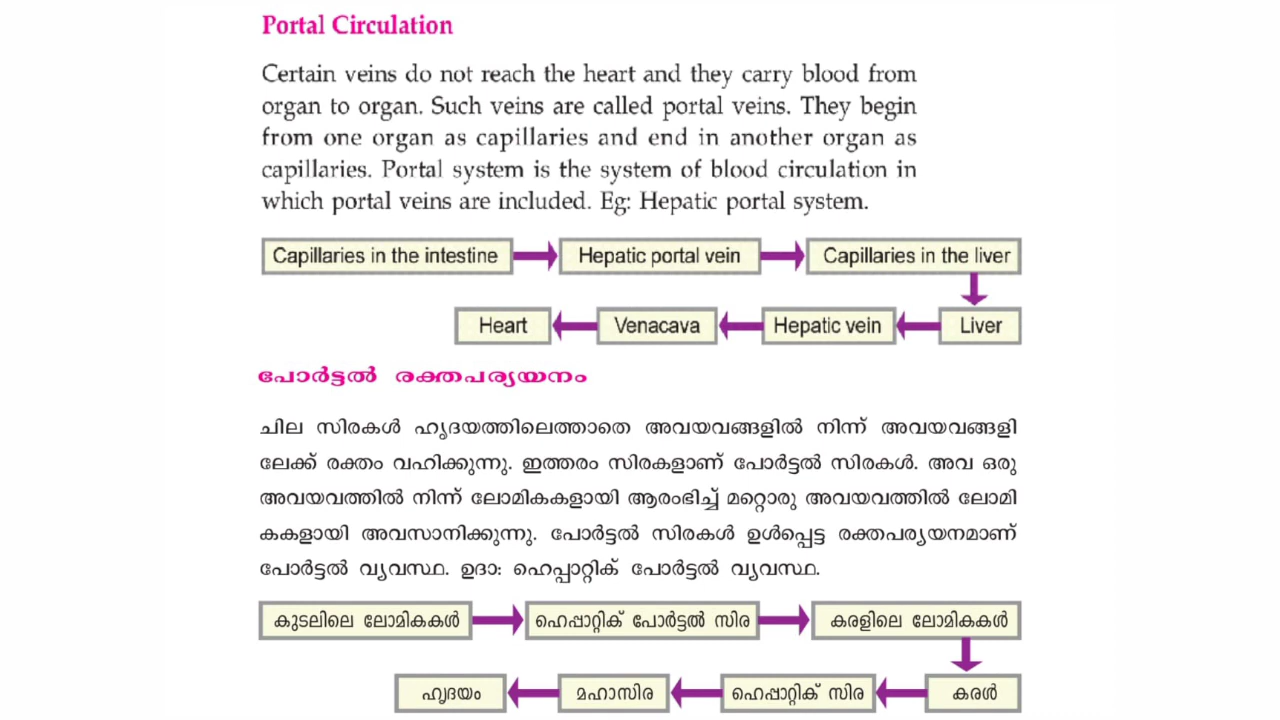 Portal Circulation
Certain veins do not reach the heart and they carry blood from
organ to organ. Such veins are called portal veins. They begin
from one organ as capillaries and end in another organ as
capillaries. Portal system is the system of blood circulation in
which portal veins are included. Eg: Hepatic portal system.
Capillaries in the intestine
Hepatic portal vein
Capillaries in the liver
Heart
Venacava
Hepatic vein
Liver
പോർട്ടൽ രക്തപര്യയനം
ചില സിരകൾ ഹൃദയത്തിലെത്താതെ അവയവങ്ങളിൽ നിന്ന് അവയവങ്ങളി
ലേക്ക് രക്തം വഹിക്കുന്നു. ഇത്തരം സിരകളാണ് പോർട്ടൽ സിരകൾ. അവ ഒരു
അവയവത്തിൽ നിന്ന് ലോമികകളായി ആരംഭിച്ച് മറ്റൊരു അവയവത്തിൽ ലോമി
കകളായി അവസാനിക്കുന്നു. പോർട്ടൽ സിരകൾ ഉൾപ്പെട്ട രക്തപര്യയനമാണ്
പോർട്ടൽ വ്യവസ്ഥ. ഉദാ: ഹെപ്പാറ്റിക് പോർട്ടൽ വ്യവസ്ഥ.
കുടലിലെ ലോമികകൾ
ഹെപ്പാറ്റിക് പോർട്ടൽ സിര
കരളിലെ ലോമികകൾ
ഹൃദയം
മഹാസിര
ഹെപ്പാറ്റിക് സിര
കരൾ